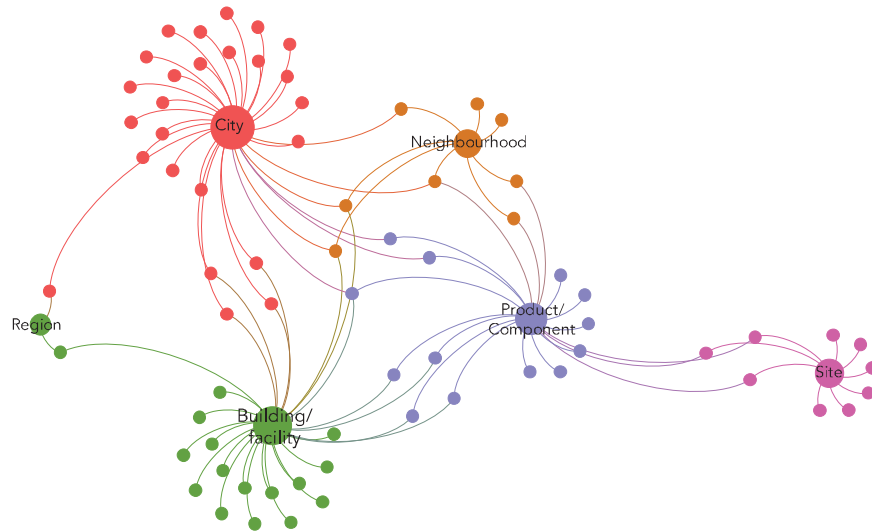 City
Neighbourhood
Region
Product/
Component
Site
Building/
facility